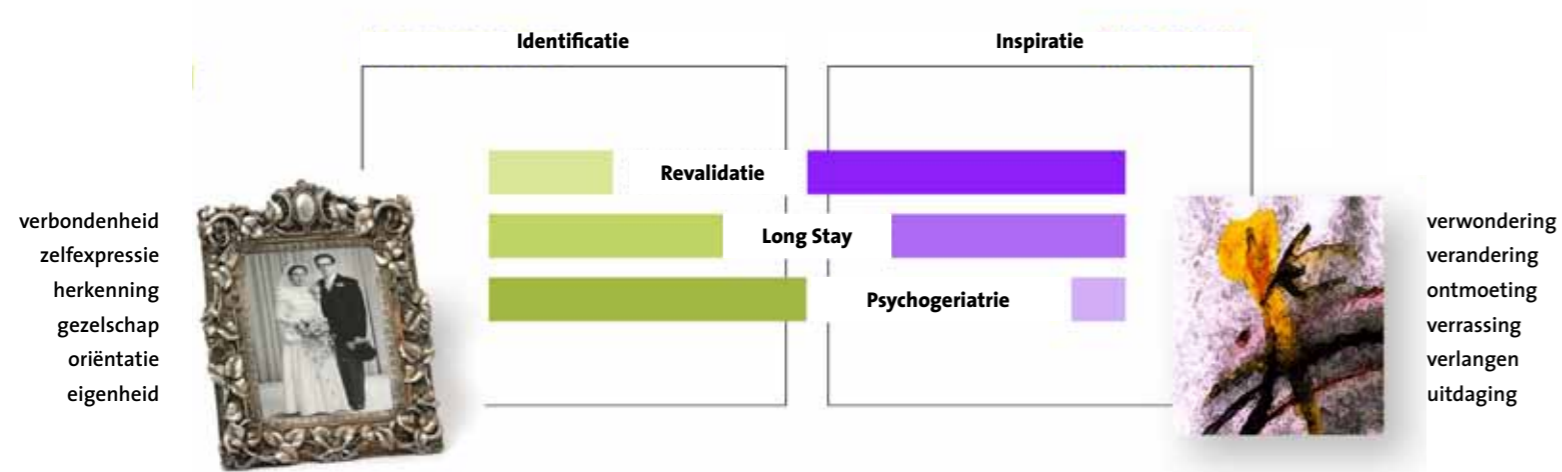 Identificatie
Inspiratie
Revalidatie
Long Stay
Psychogeriatrie
verbondenheid
zelfexpressie
herkenning
gezelschap
oriëntatie
eigenheid
verwondering
verandering
ontmoeting
verrassing
verlangen
uitdaging